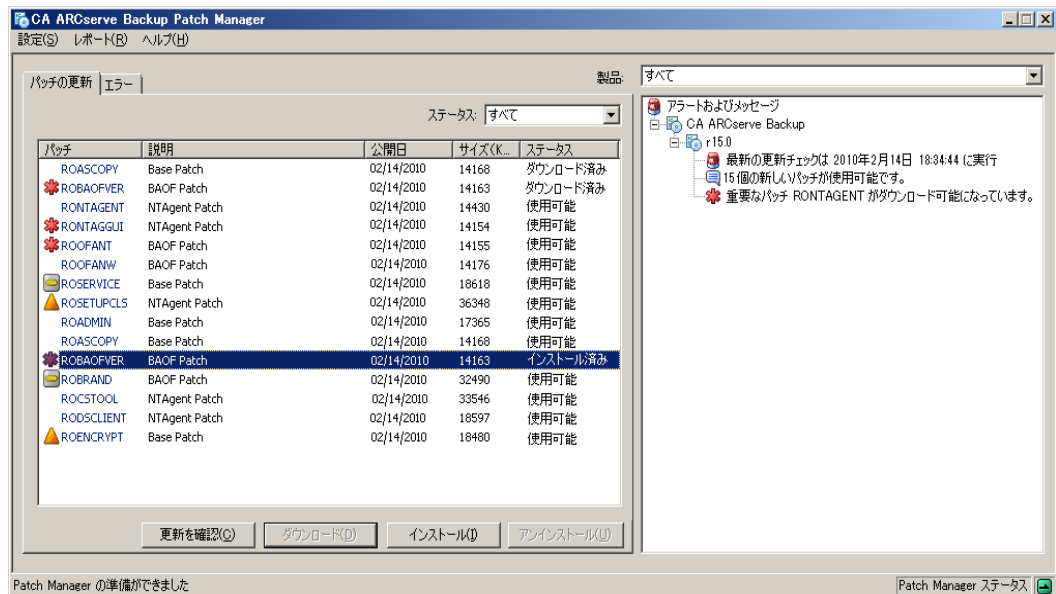 CA ARCserve Backup Patch Manager
設定(S) レポート(R) ヘルプ(H)
パッチの更新 エラー
製品: すべて
ステータス: すべて
パッチ 説明 公開日 サイズ(K... ステータス
ROASCOPY Base Patch 02/14/2010 14168 ダウンロード済み
ROBAOFVER BAOF Patch 02/14/2010 14163 ダウンロード済み
RONTAGENT NTAgent Patch 02/14/2010 14430 使用可能
RONTAGGUI NTAgent Patch 02/14/2010 14154 使用可能
ROOFANT BAOF Patch 02/14/2010 14155 使用可能
ROOFANW BAOF Patch 02/14/2010 14176 使用可能
ROSERVICE Base Patch 02/14/2010 18618 使用可能
ROSETUPCLS NTAgent Patch 02/14/2010 36348 使用可能
ROADMIN Base Patch 02/14/2010 17365 使用可能
ROASCOPY Base Patch 02/14/2010 14168 使用可能
ROBAOFVER BAOF Patch 02/14/2010 14163 インストール済み
ROBRAND BAOF Patch 02/14/2010 32490 使用可能
ROCSTOOL NTAgent Patch 02/14/2010 33546 使用可能
RODSCLIENT NTAgent Patch 02/14/2010 18597 使用可能
ROENCRYPT Base Patch 02/14/2010 18480 使用可能
更新を確認(C) ダウンロード(D) インストール(I) アンインストール(U)
アラートおよびメッセージ
CA ARCserve Backup
r15.0
最新の更新チェックは 2010年2月14日 18:34:44 に実行
15 個の新しいパッチが使用可能です。
重要なパッチ RONTAGENT がダウンロード可能になっています。
Patch Manager の準備ができました
Patch Manager ステータス